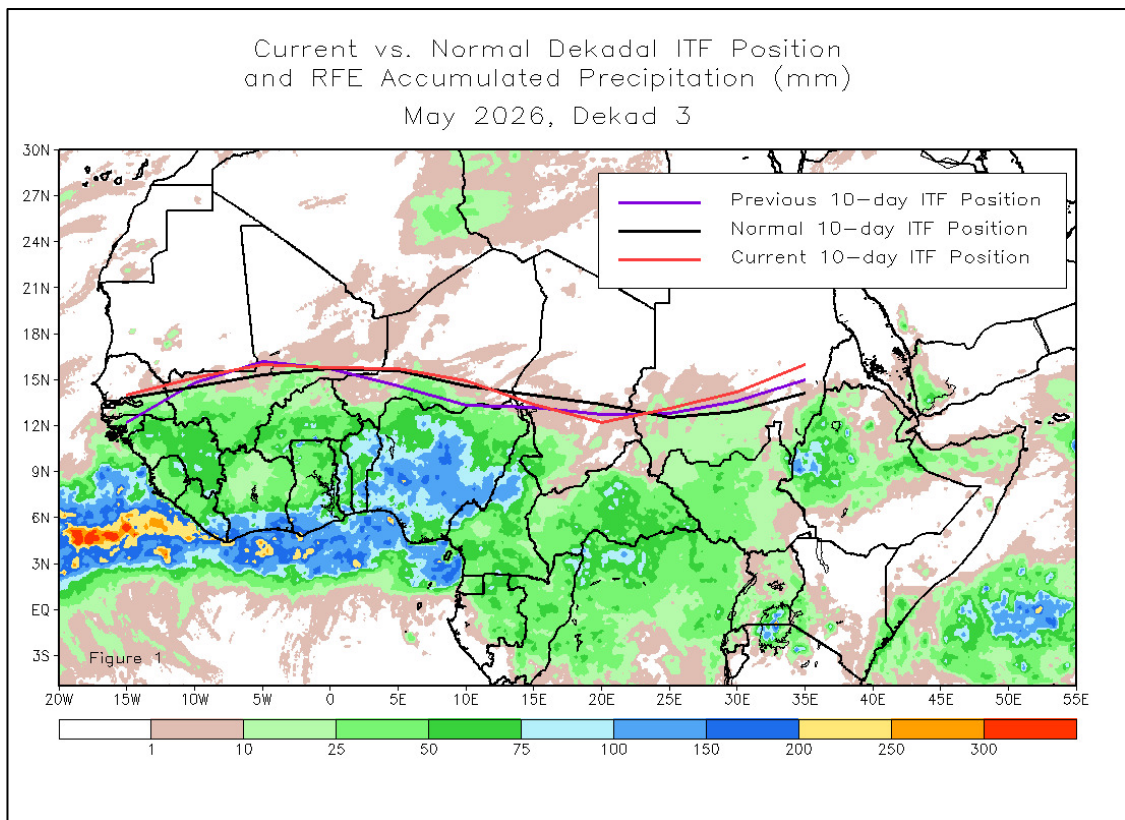 Current vs. Normal Dekadal ITF Position
and RFE Accumulated Precipitation (mm)
May 2026, Dekad 3
30N
27N
24N
21N
18N
15N
12N
9N
6N
3N
EQ
3S
Previous 10-day ITF Position
Normal 10-day ITF Position
Current 10-day ITF Position
Figure 1
20W 15W 10W 5W 0 5E 10E 15E 20E 25E 30E 35E 40E 45E 50E 55E
1 10 25 50 75 100 150 200 250 300